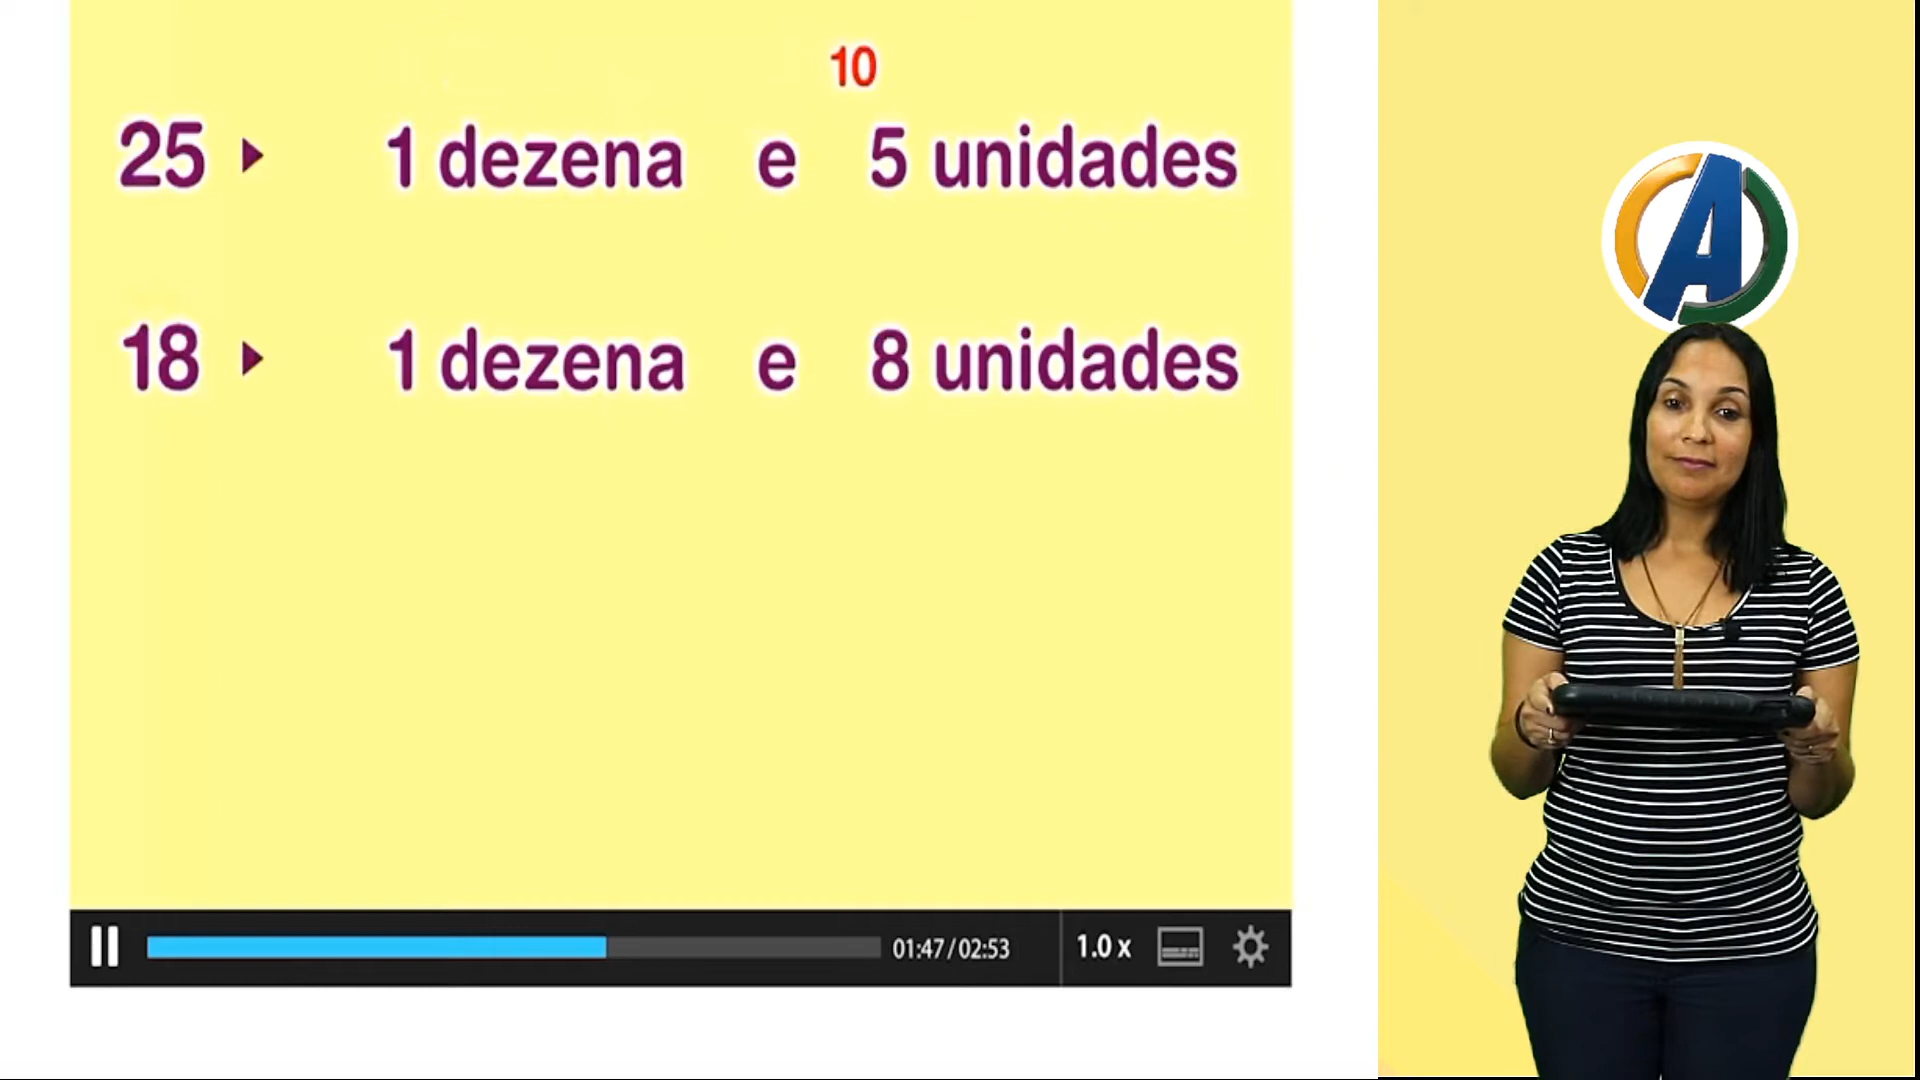 10
25 ▸ 1 dezena e 5 unidades
18 ▸ 1 dezena e 8 unidades
01:47/02:53 1.0 x
A